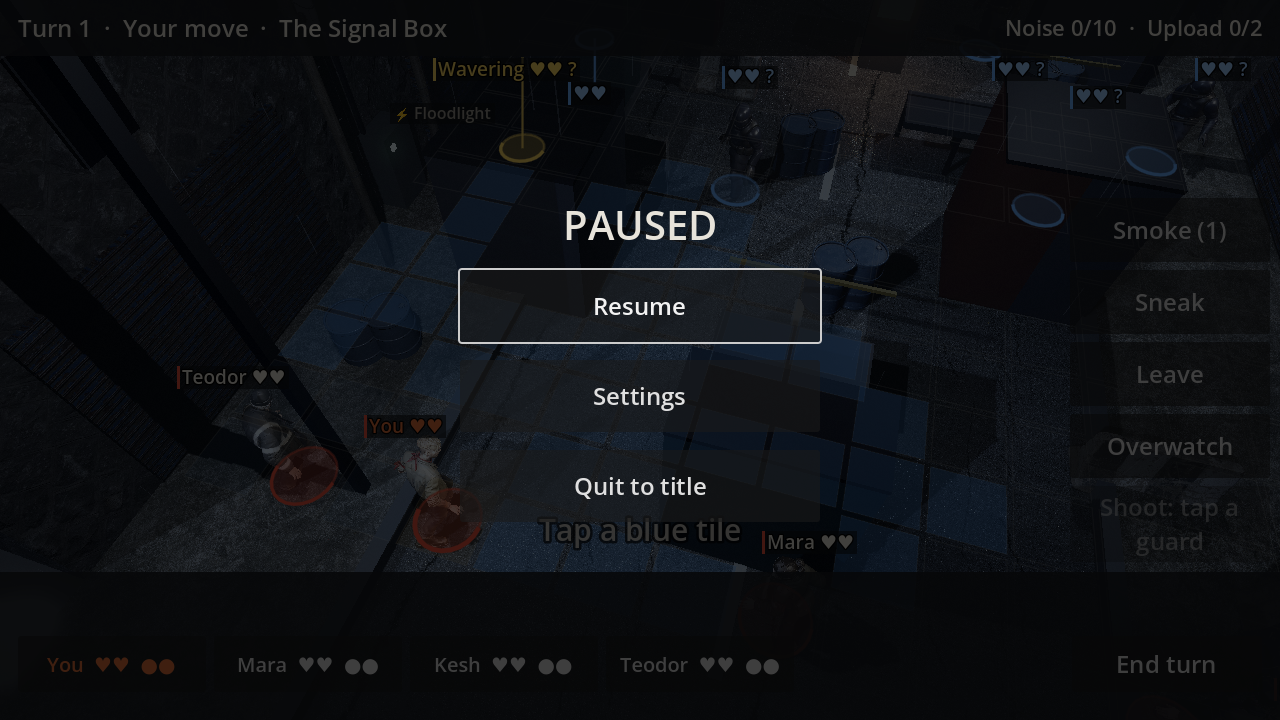 Turn 1 · Your move · The Signal Box
Noise 0/10 · Upload 0/2
Wavering ♥♥ ?
♥♥
♥♥ ?
♥♥ ?
♥♥ ?
♥♥ ?
⚡ Floodlight
PAUSED
Smoke (1)
Resume
Sneak
Settings
Leave
Teodor ♥♥
You ♥♥
Overwatch
Quit to title
Shoot: tap a
guard
Tap a blue tile
Mara ♥♥
You ♥♥ ●●
Mara ♥♥ ●●
Kesh ♥♥ ●●
Teodor ♥♥ ●●
End turn